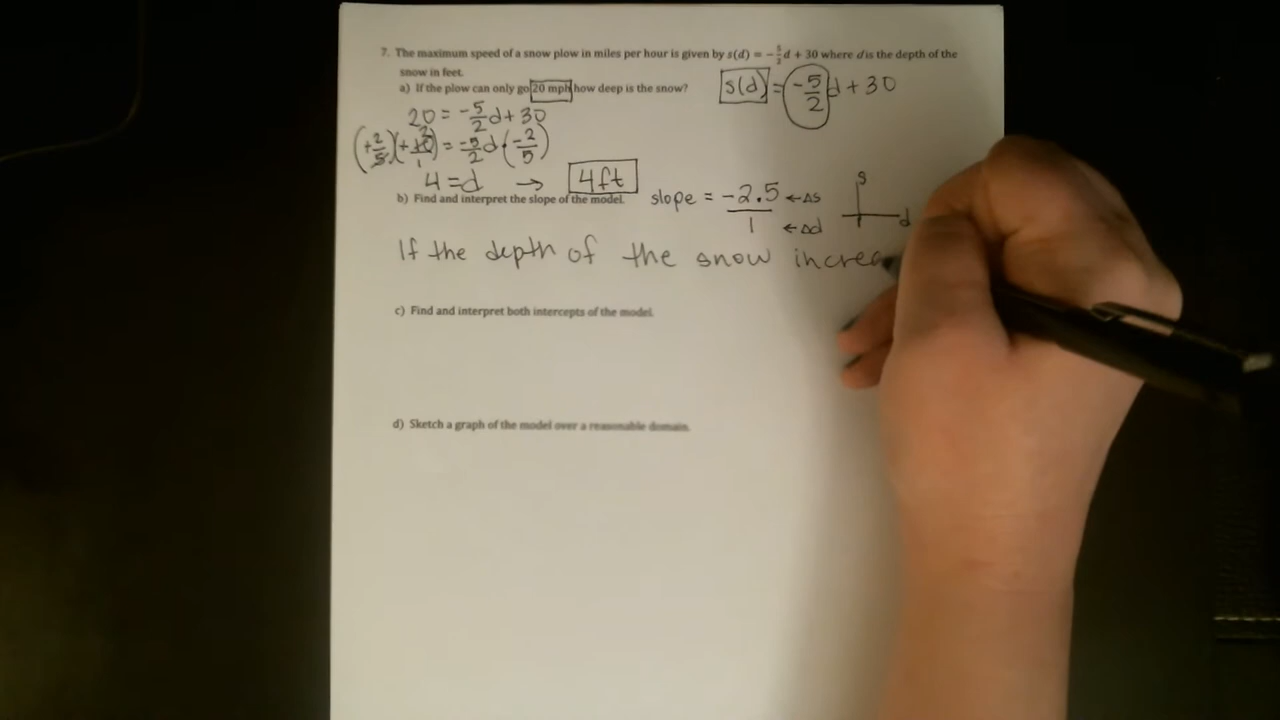 7. The maximum speed of a snow plow in miles per hour is given by s(d) = -5/2 d + 30 where d is the depth of the
snow in feet.
a) If the plow can only go 20 mph how deep is the snow?
s(d) = -5/2 d + 30
20 = -5/2 d + 30
(+2/5)(+10/1) = -5/2 d · (-2/5)
4 = d → 4ft
b) Find and interpret the slope of the model.
slope = -2.5 ← Δs
1 ← Δd
s
d
If the depth of the snow increa
c) Find and interpret both intercepts of the model.
d) Sketch a graph of the model over a reasonable domain.